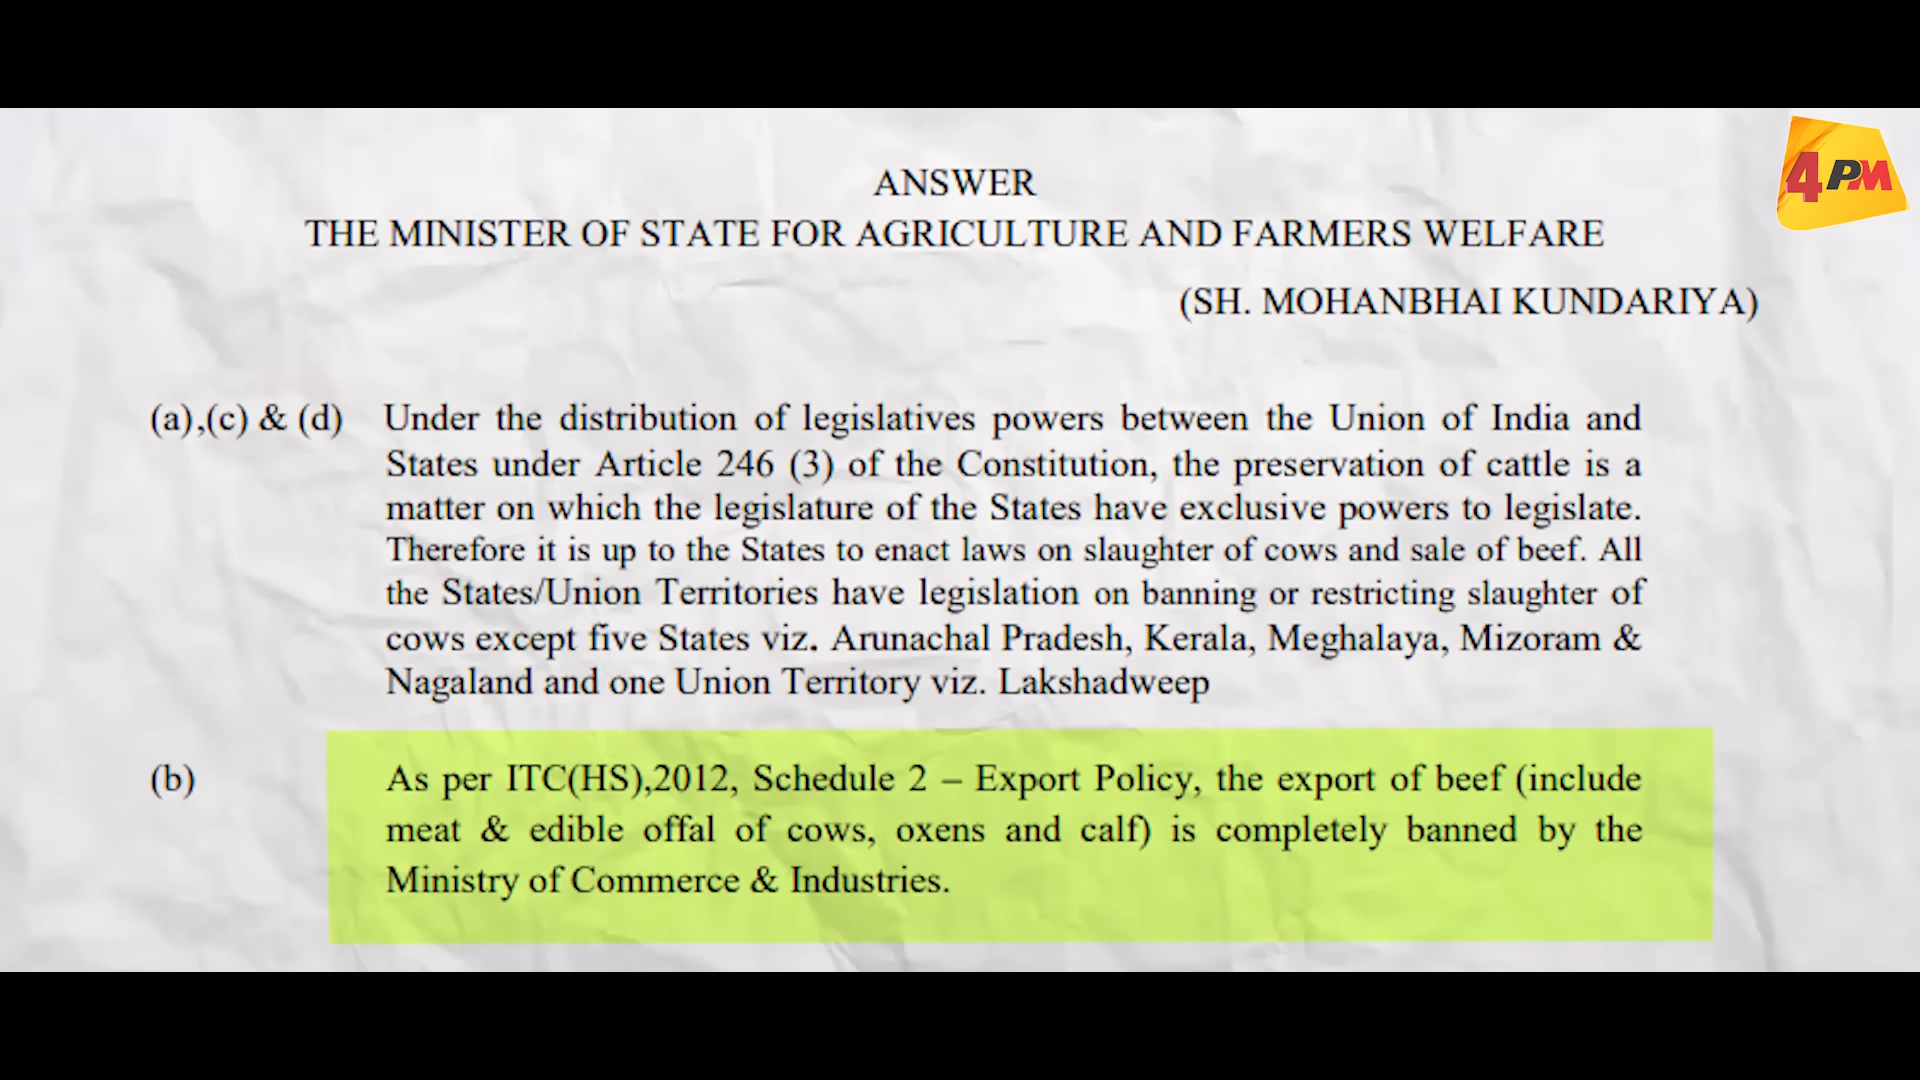 4PM
ANSWER
THE MINISTER OF STATE FOR AGRICULTURE AND FARMERS WELFARE
(SH. MOHANBHAI KUNDARIYA)
(a),(c) & (d) Under the distribution of legislatives powers between the Union of India and
States under Article 246 (3) of the Constitution, the preservation of cattle is a
matter on which the legislature of the States have exclusive powers to legislate.
Therefore it is up to the States to enact laws on slaughter of cows and sale of beef. All
the States/Union Territories have legislation on banning or restricting slaughter of
cows except five States viz. Arunachal Pradesh, Kerala, Meghalaya, Mizoram &
Nagaland and one Union Territory viz. Lakshadweep
(b) As per ITC(HS),2012, Schedule 2 – Export Policy, the export of beef (include
meat & edible offal of cows, oxens and calf) is completely banned by the
Ministry of Commerce & Industries.